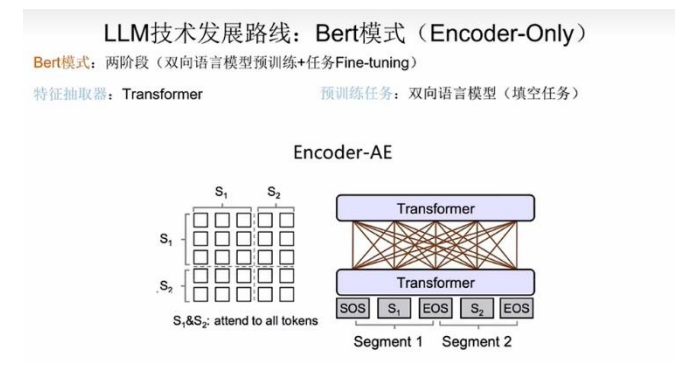 LLM技术发展路线：Bert模式（Encoder-Only）
Bert模式：两阶段（双向语言模型预训练+任务Fine-tuning）
特征抽取器：Transformer 预训练任务：双向语言模型（填空任务）
Encoder-AE
S₁ S₂
S₁
S₂
S₁&S₂: attend to all tokens
Transformer
Transformer
SOS S₁ EOS S₂ EOS
Segment 1 Segment 2